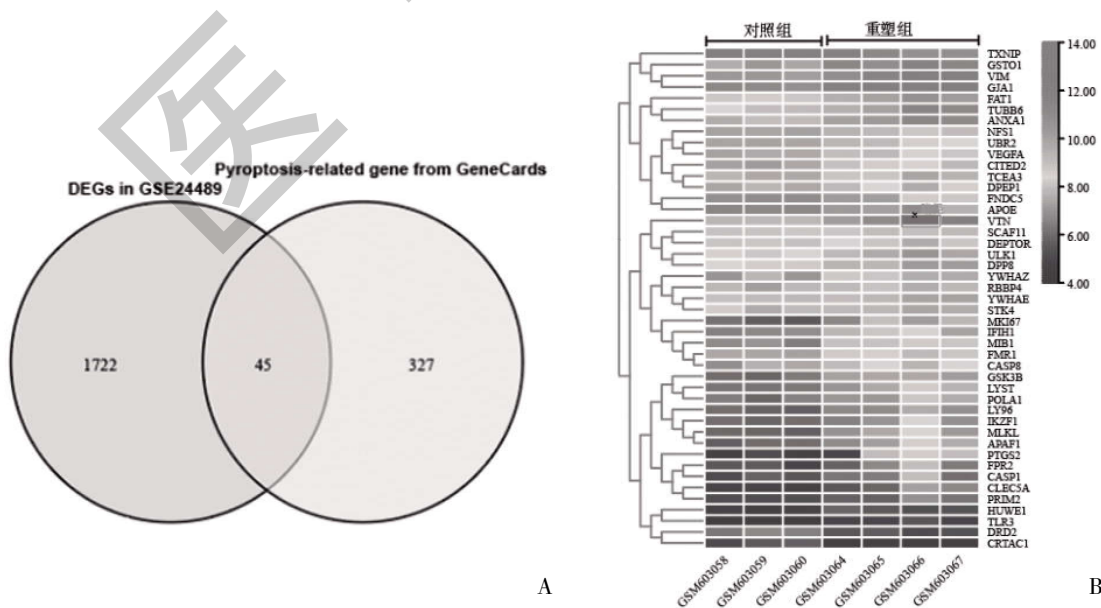 医
Pyroptosis-related gene from GeneCards
DEGs in GSE24489
1722
45
327
A
对照组
重塑组
TXNIP
GSTO1
VIM
GJA1
FAT1
TUBB6
ANXA1
NFS1
UBR2
VEGFA
CITED2
TCEA3
DPEP1
FNDC5
APOE
VTN
SCAF11
DEPTOR
ULK1
DPP8
YWHAZ
RBBP4
YWHAE
STK4
MKI67
IFIH1
MIB1
FMR1
CASP8
GSK3B
LYST
POLA1
LY96
IKZF1
MLKL
APAF1
PTGS2
FPR2
CASP1
CLEC5A
PRIM2
HUWE1
TLR3
DRD2
CRTAC1
14.00
12.00
10.00
8.00
6.00
4.00
GSM603058
GSM603059
GSM603060
GSM603064
GSM603065
GSM603066
GSM603067
B